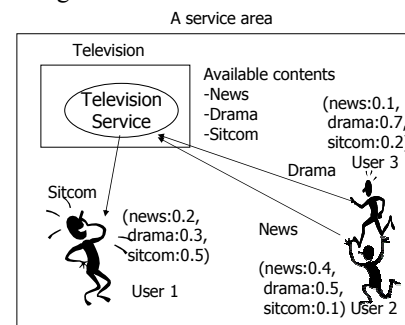 A service area
Television
Television
Service
Available contents
-News
-Drama
-Sitcom
(news:0.1,
drama:0.7,
sitcom:0.2)
User 3
Drama
Sitcom
(news:0.2,
drama:0.3,
sitcom:0.5)
User 1
News
(news:0.4,
drama:0.5,
sitcom:0.1)
User 2